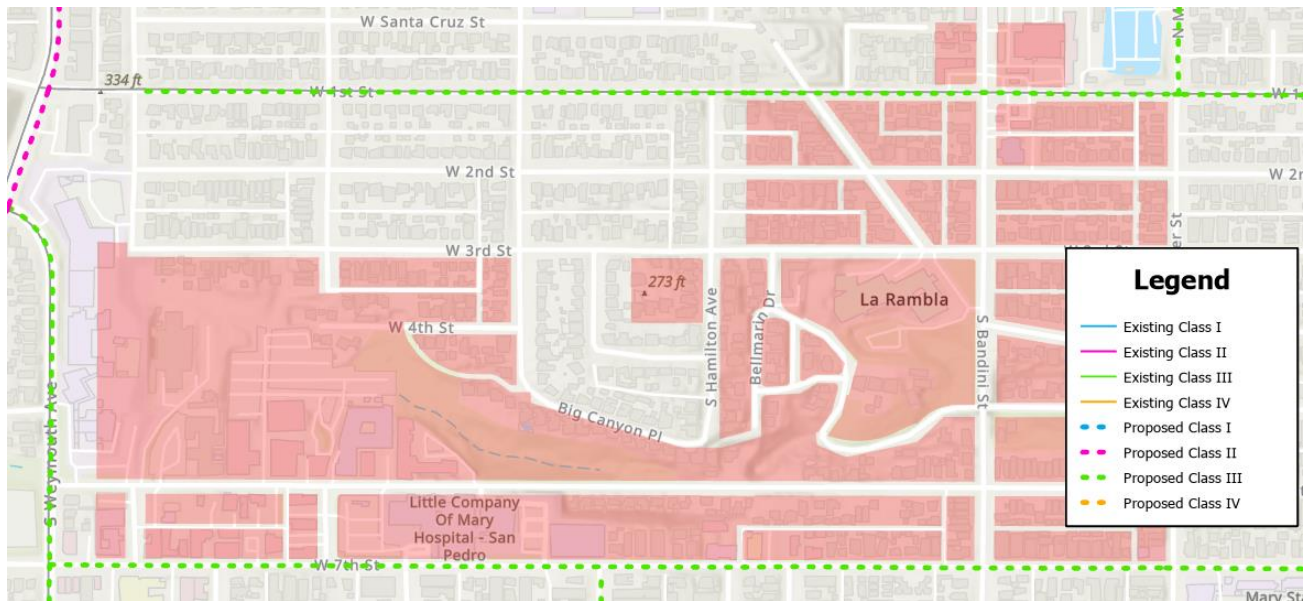 W Santa Cruz St
N M
334 ft
W 1st St
W 1
W 2nd St
W 2n
W 3rd St
er St
273 ft
La Rambla
W 4th St
S Hamilton Ave
Bellmarin Dr
S Bandini St
Big Canyon Pl
S Weymouth Ave
Little Company
Of Mary
Hospital - San
Pedro
W 7th St
Mary Sta
Legend
Existing Class I
Existing Class II
Existing Class III
Existing Class IV
Proposed Class I
Proposed Class II
Proposed Class III
Proposed Class IV